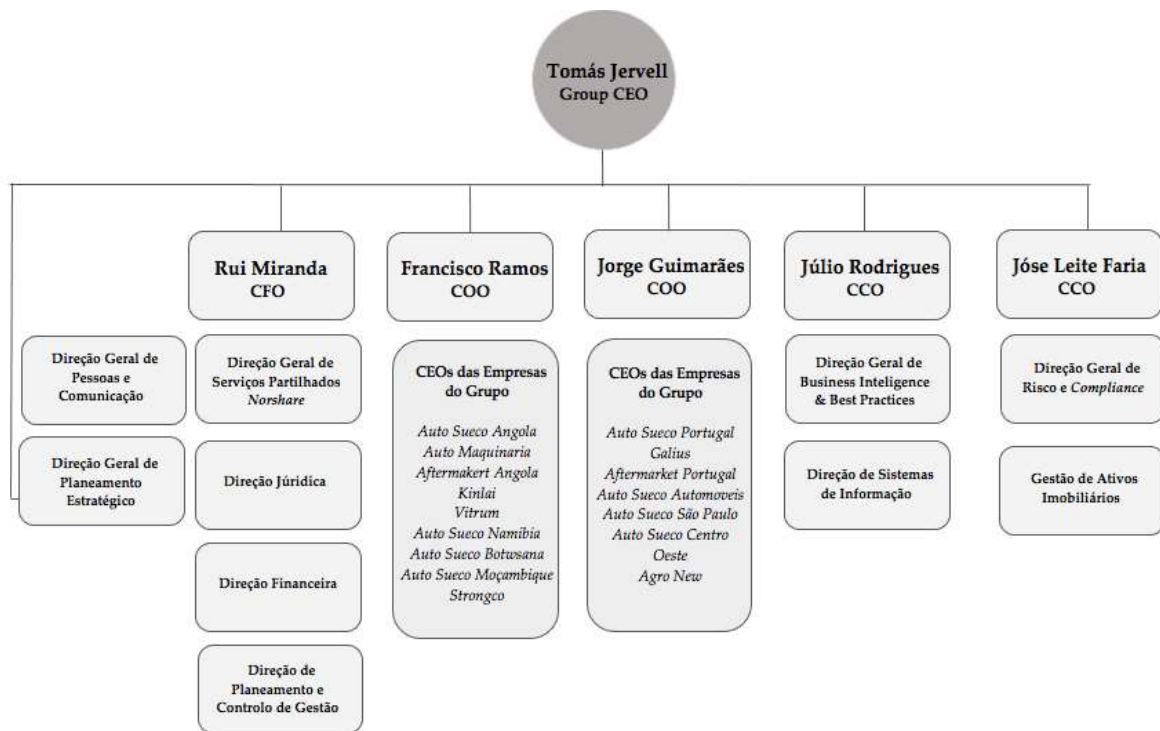 Tomás Jervell
Group CEO
Rui Miranda
CFO
Francisco Ramos
COO
Jorge Guimarães
COO
Júlio Rodrigues
CCO
Jóse Leite Faria
CCO
Direção Geral de
Pessoas e
Comunicação
Direção Geral de
Planeamento
Estratégico
Direção Geral de
Serviços Partilhados
Norshare
Direção Júridica
Direção Financeira
Direção de
Planeamento e
Controlo de Gestão
CEOs das Empresas
do Grupo
Auto Sueco Angola
Auto Maquinaria
Aftermakert Angola
Kinlai
Vitrum
Auto Sueco Namibia
Auto Sueco Botwsana
Auto Sueco Moçambique
Strongco
CEOs das Empresas
do Grupo
Auto Sueco Portugal
Galius
Aftermarket Portugal
Auto Sueco Automoveis
Auto Sueco São Paulo
Auto Sueco Centro
Oeste
Agro New
Direção Geral de
Business Inteligence
& Best Practices
Direção de Sistemas
de Informação
Direção Geral de
Risco e Compliance
Gestão de Ativos
Imobiliários